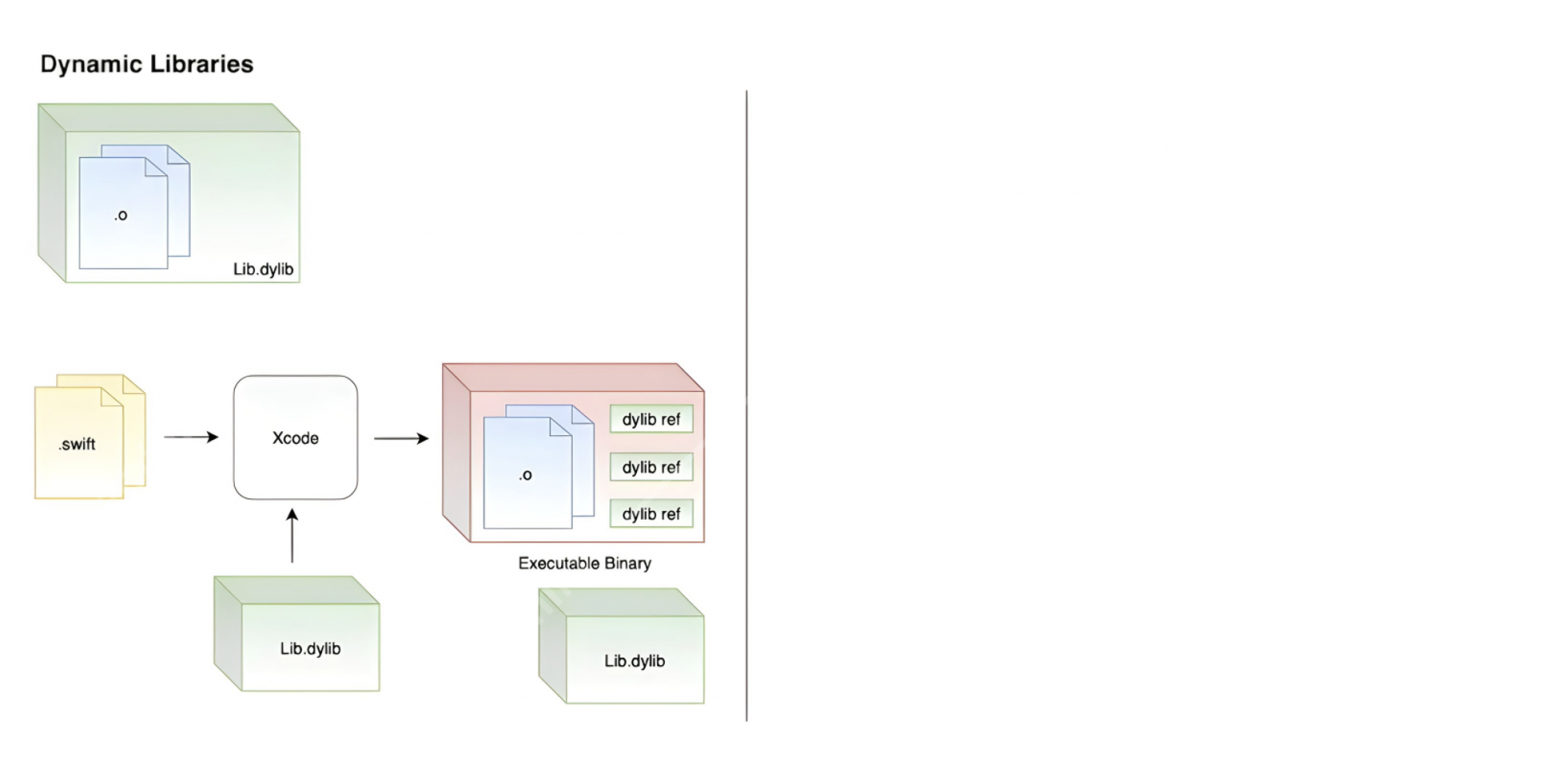 Dynamic Libraries
.o
Lib.dylib
.swift
Xcode
.o
dylib ref
dylib ref
dylib ref
Executable Binary
Lib.dylib
Lib.dylib